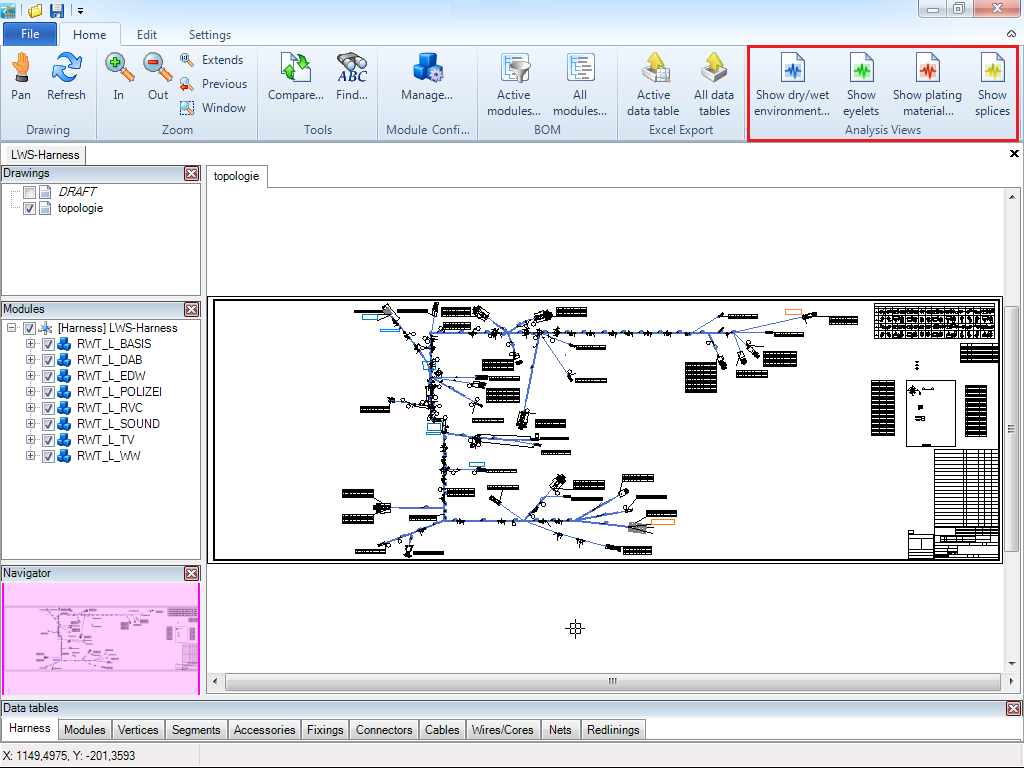 File Home Edit Settings
Pan
Refresh
In
Out
Extends
Previous
Window
Compare...
ABC
Find...
Manage...
Active
modules...
All
modules...
Active
data table
All data
tables
Show dry/wet
environment...
Show
eyelets
Show plating
material...
Show
splices
Drawing Zoom Tools Module Confi... BOM Excel Export Analysis Views
LWS-Harness
Drawings
DRAFT
topologie
topologie
Modules
[Harness] LWS-Harness
RWT_L_BASIS
RWT_L_DAB
RWT_L_EDW
RWT_L_POLIZEI
RWT_L_RVC
RWT_L_SOUND
RWT_L_TV
RWT_L_WW
Navigator
Data tables
Harness Modules Vertices Segments Accessories Fixings Connectors Cables Wires/Cores Nets Redlinings
X: 1149,4975, Y: -201,3593